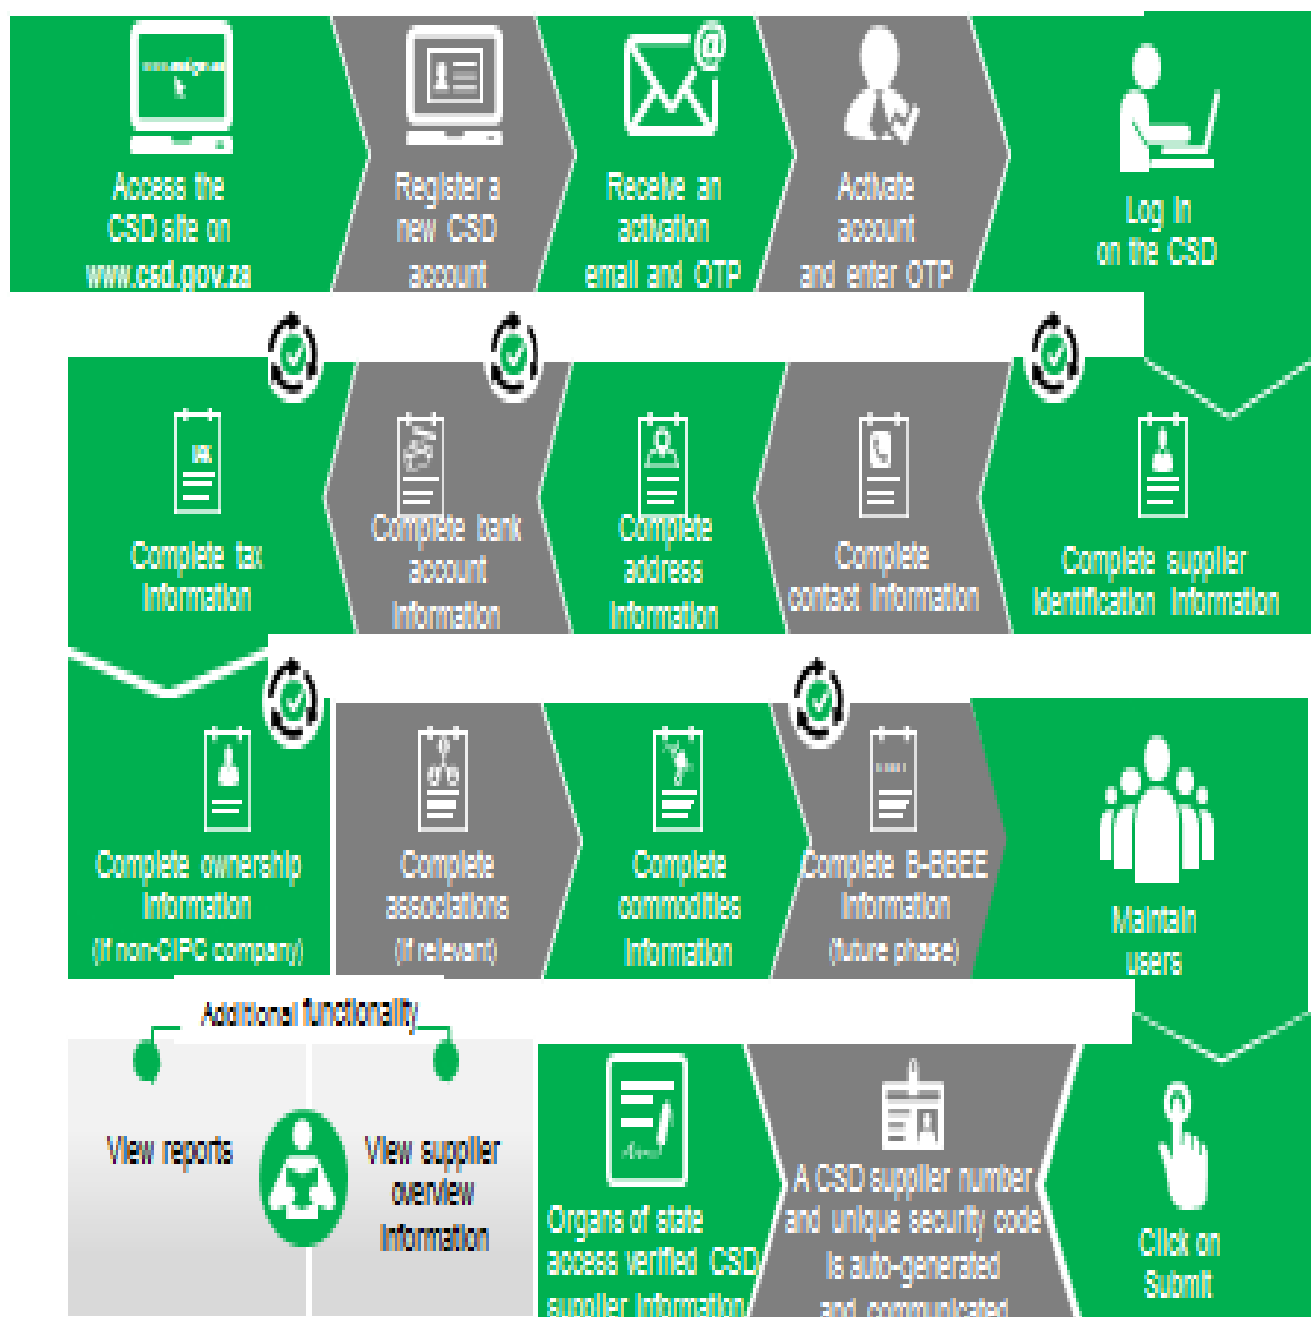 Access the
CSD site on
www.csd.gov.za
Register a
new CSD
account
Receive an
activation
email and OTP
Activate
account
and enter OTP
Log in
on the CSD
Complete tax
Information
Complete bank
account
Information
Complete
address
Information
Complete
contact Information
Complete supplier
Identification Information
Complete ownership
Information
(If non-CIPC company)
Complete
associations
(If relevant)
Complete
commodities
Information
Complete B-BBEE
Information
(future phase)
Maintain
users
Additional functionality
View reports
View supplier
overview
Information
Organs of state
access verified CSD
supplier Information
A CSD supplier number
and unique security code
is auto-generated
and communicated
Click on
Submit